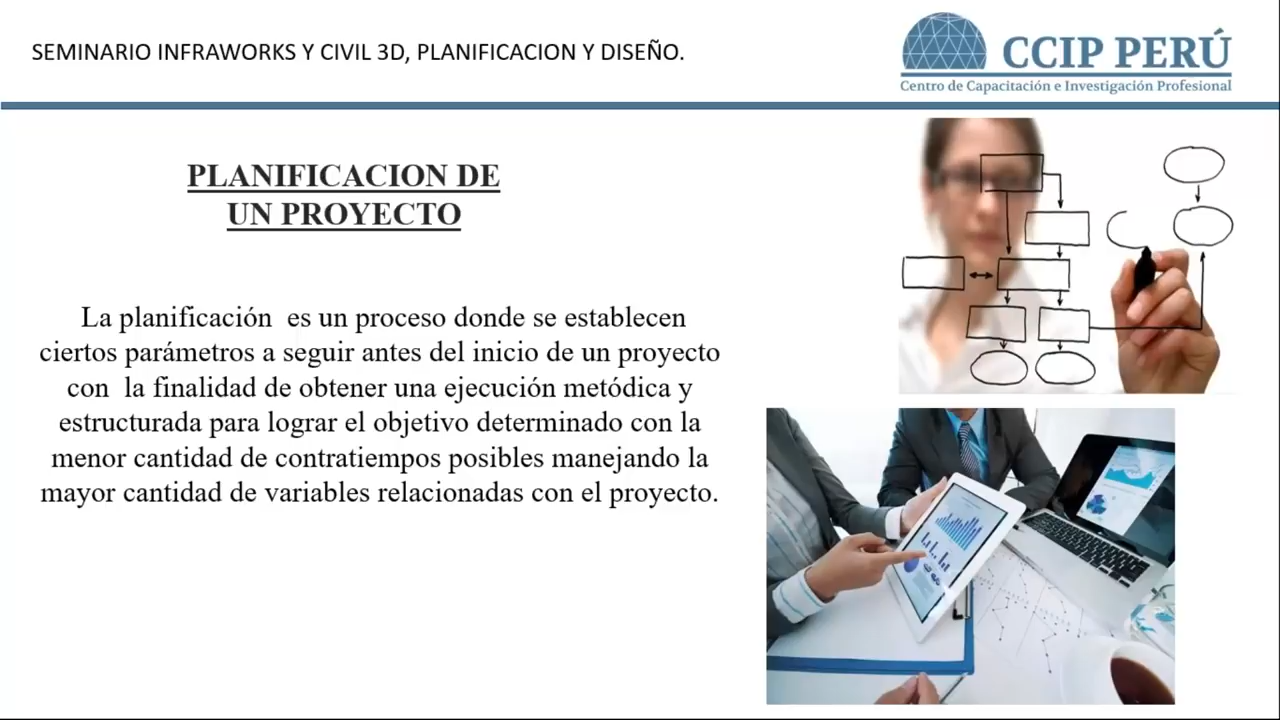 SEMINARIO INFRAWORKS Y CIVIL 3D, PLANIFICACION Y DISEÑO.
CCIP PERÚ
Centro de Capacitación e Investigación Profesional
PLANIFICACION DE
UN PROYECTO
La planificación  es un proceso donde se establecen
ciertos parámetros a seguir antes del inicio de un proyecto
con  la finalidad de obtener una ejecución metódica y
estructurada para lograr el objetivo determinado con la
menor cantidad de contratiempos posibles manejando la
mayor cantidad de variables relacionadas con el proyecto.